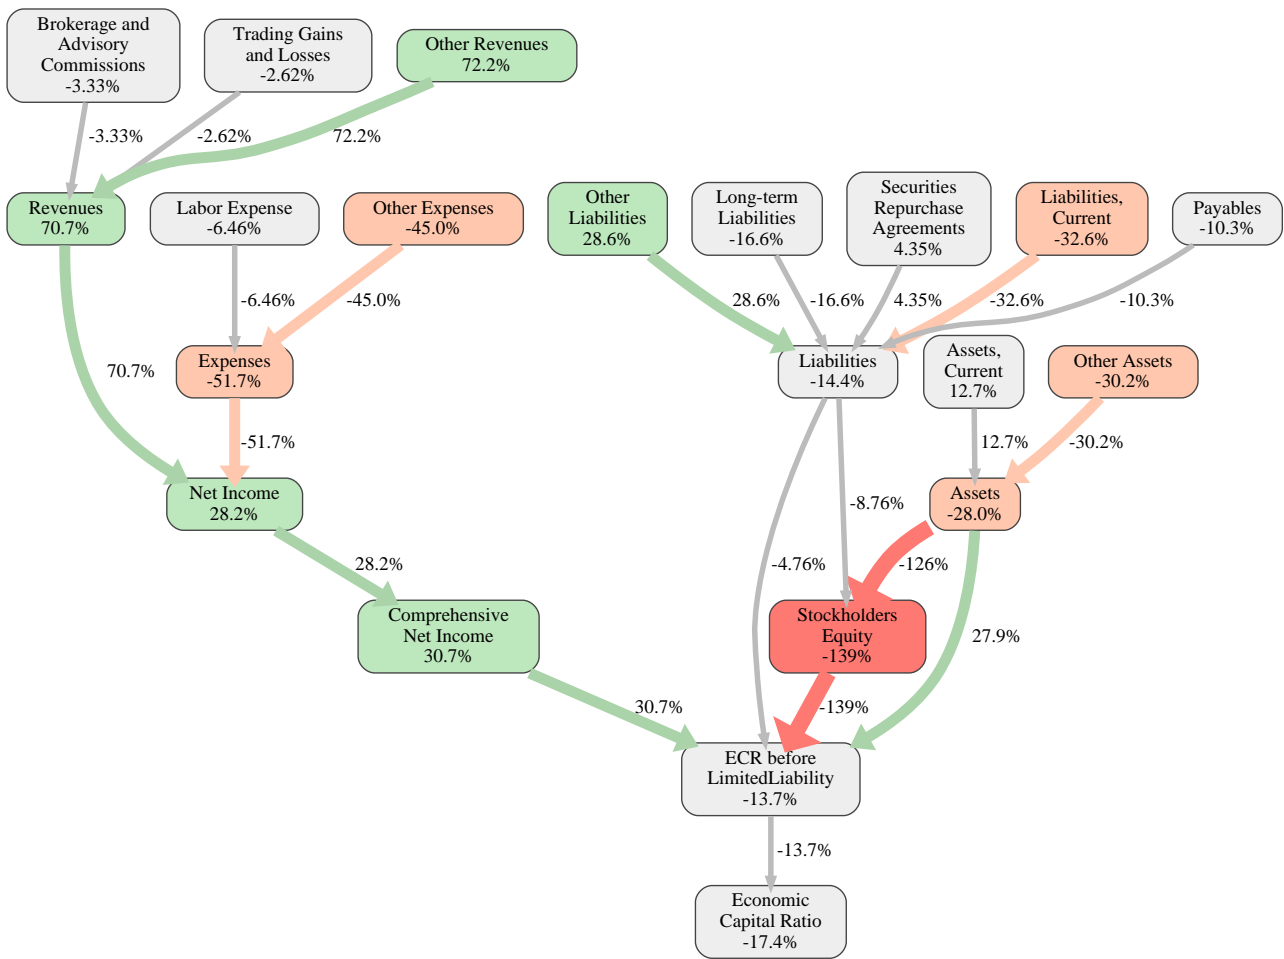 Brokerage and
Advisory
Commissions
-3.33%
Trading Gains
and Losses
-2.62%
Other Revenues
72.2%
-3.33%
-2.62%
72.2%
Revenues
70.7%
Labor Expense
-6.46%
Other Expenses
-45.0%
Other
Liabilities
28.6%
Long-term
Liabilities
-16.6%
Securities
Repurchase
Agreements
4.35%
Liabilities,
Current
-32.6%
Payables
-10.3%
-6.46%
-45.0%
28.6%
-16.6%
4.35%
-32.6%
-10.3%
70.7%
Expenses
-51.7%
Liabilities
-14.4%
Assets,
Current
12.7%
Other Assets
-30.2%
-51.7%
12.7%
-30.2%
Net Income
28.2%
-8.76%
Assets
-28.0%
28.2%
-4.76%
-126%
Comprehensive
Net Income
30.7%
Stockholders
Equity
-139%
27.9%
30.7%
-139%
ECR before
LimitedLiability
-13.7%
-13.7%
Economic
Capital Ratio
-17.4%